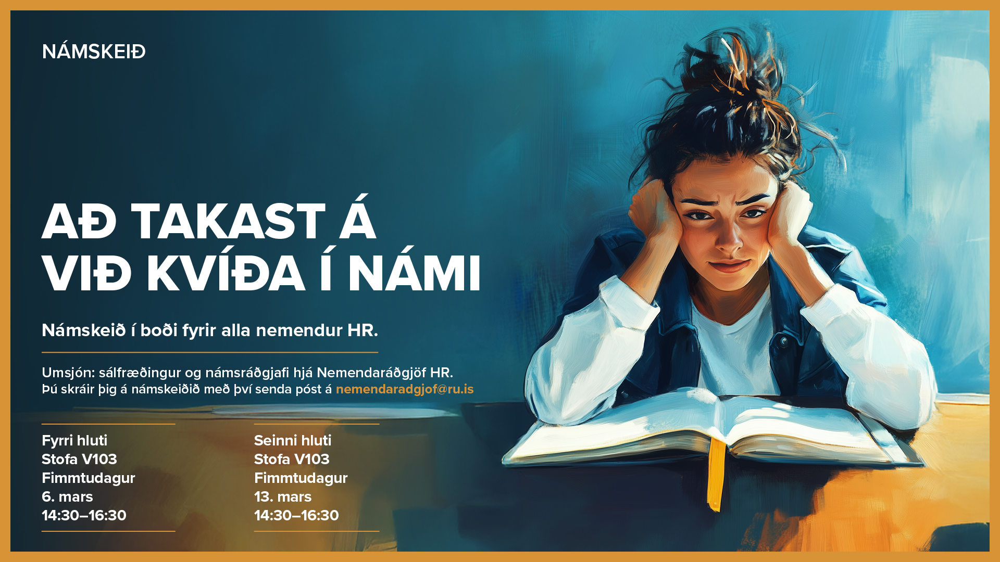 NÁMSKEIÐ
AÐ TAKAST Á
VIÐ KVÍÐA Í NÁMI
Námskeið í boði fyrir alla nemendur HR.
Umsjón: sálfræðingur og námsráðgjafi hjá Nemendaráðgjöf HR.
Þú skráir þig á námskeiðið með því senda póst á nemendaradgjof@ru.is
Fyrri hluti
Stofa V103
Fimmtudagur
6. mars
14:30–16:30
Seinni hluti
Stofa V103
Fimmtudagur
13. mars
14:30–16:30